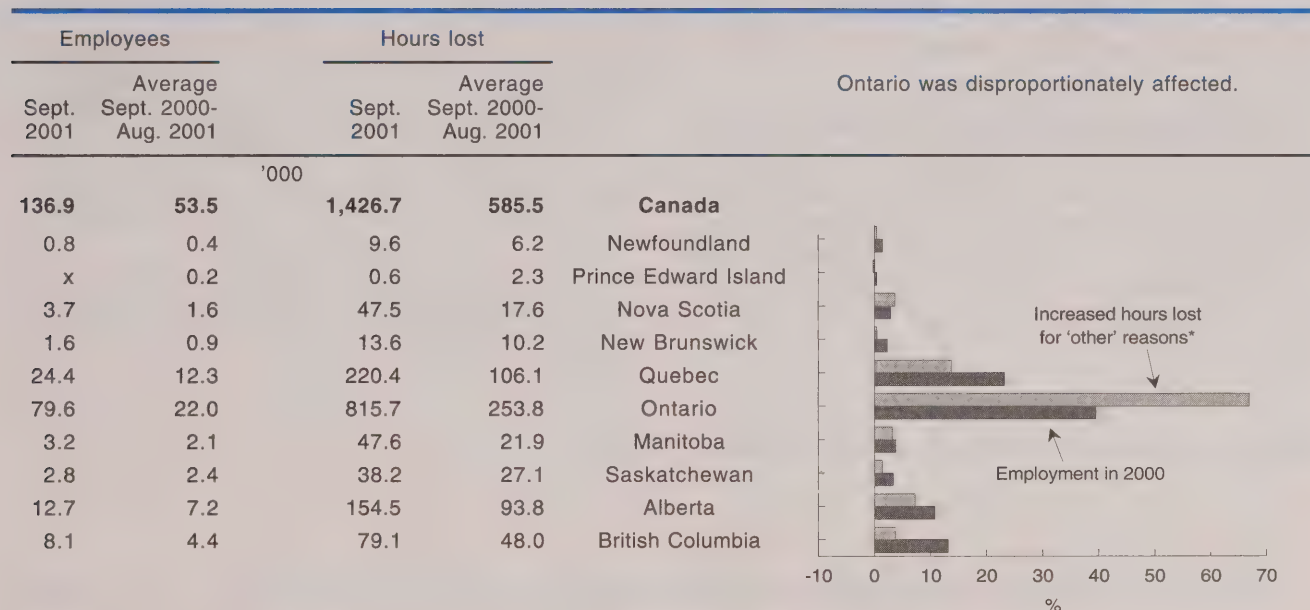 Employees Hours lost
Average Average
Sept. Sept. 2000- Sept. Sept. 2000-
2001 Aug. 2001 2001 Aug. 2001
Ontario was disproportionately affected.
'000
136.9 53.5 1,426.7 585.5 Canada
0.8 0.4 9.6 6.2 Newfoundland
x 0.2 0.6 2.3 Prince Edward Island
3.7 1.6 47.5 17.6 Nova Scotia
1.6 0.9 13.6 10.2 New Brunswick
24.4 12.3 220.4 106.1 Quebec
79.6 22.0 815.7 253.8 Ontario
3.2 2.1 47.6 21.9 Manitoba
2.8 2.4 38.2 27.1 Saskatchewan
12.7 7.2 154.5 93.8 Alberta
8.1 4.4 79.1 48.0 British Columbia
Increased hours lost
for 'other' reasons*
Employment in 2000
-10 0 10 20 30 40 50 60 70
%